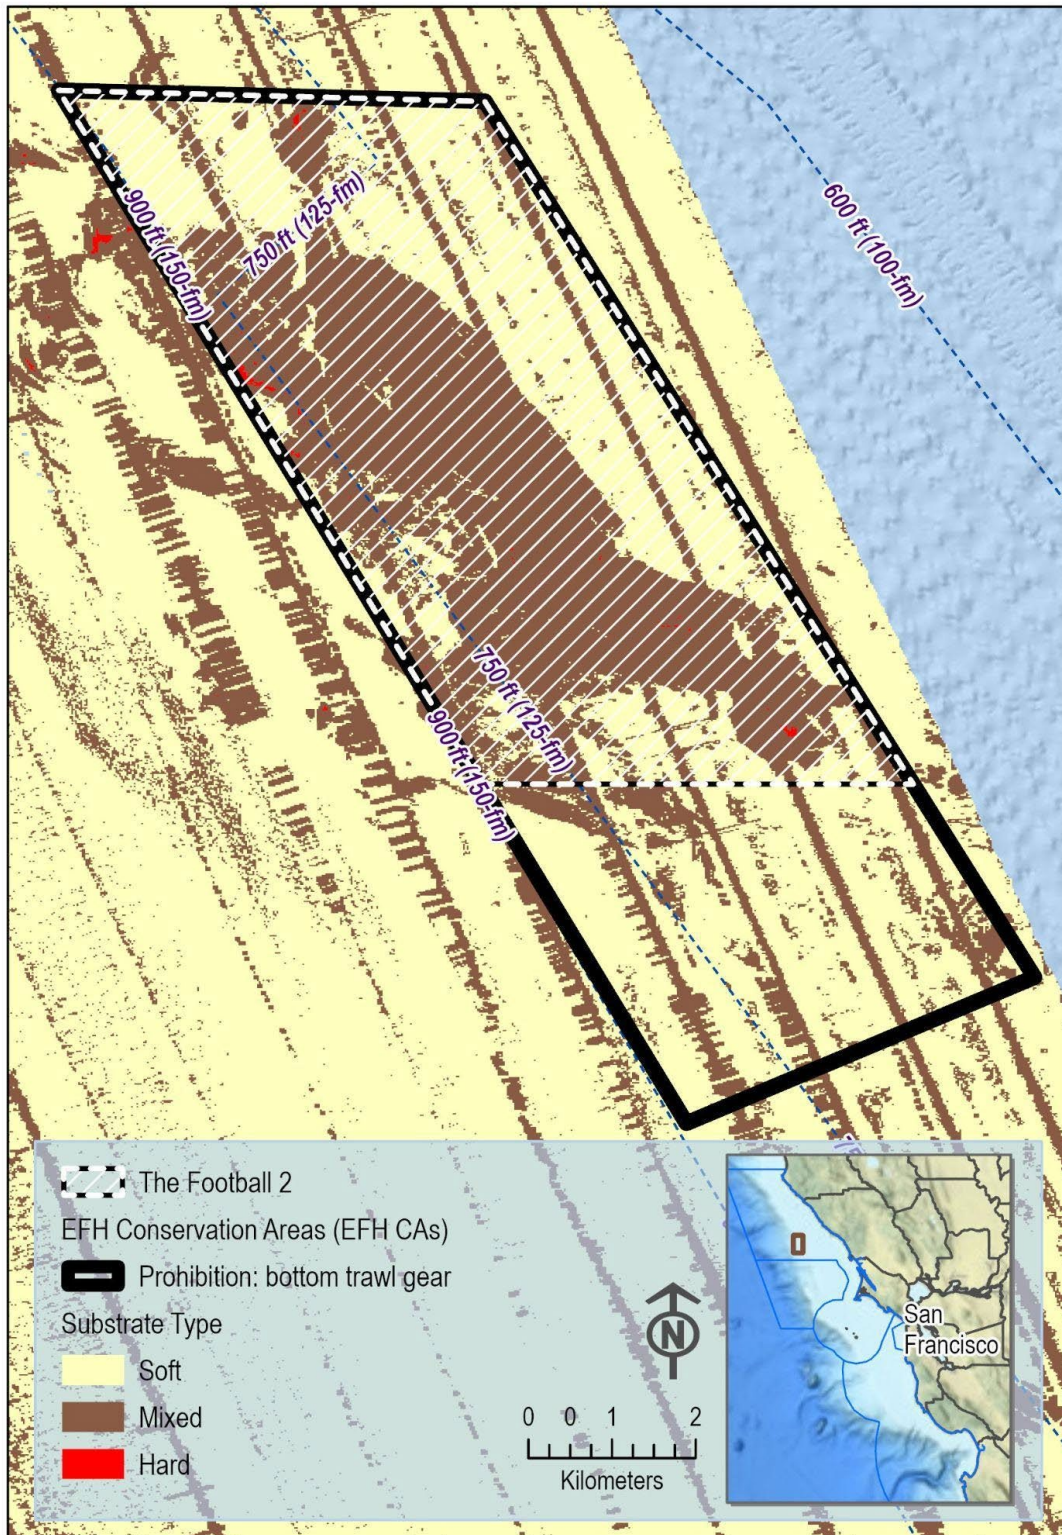 600 ft (100-fm)
750 ft (125-fm)
900 ft (150-fm)
750 ft (125-fm)
900 ft (150-fm)
The Football 2
EFH Conservation Areas (EFH CAs)
Prohibition: bottom trawl gear
Substrate Type
Soft
Mixed
Hard
N
0 0 1 2
Kilometers
San
Francisco